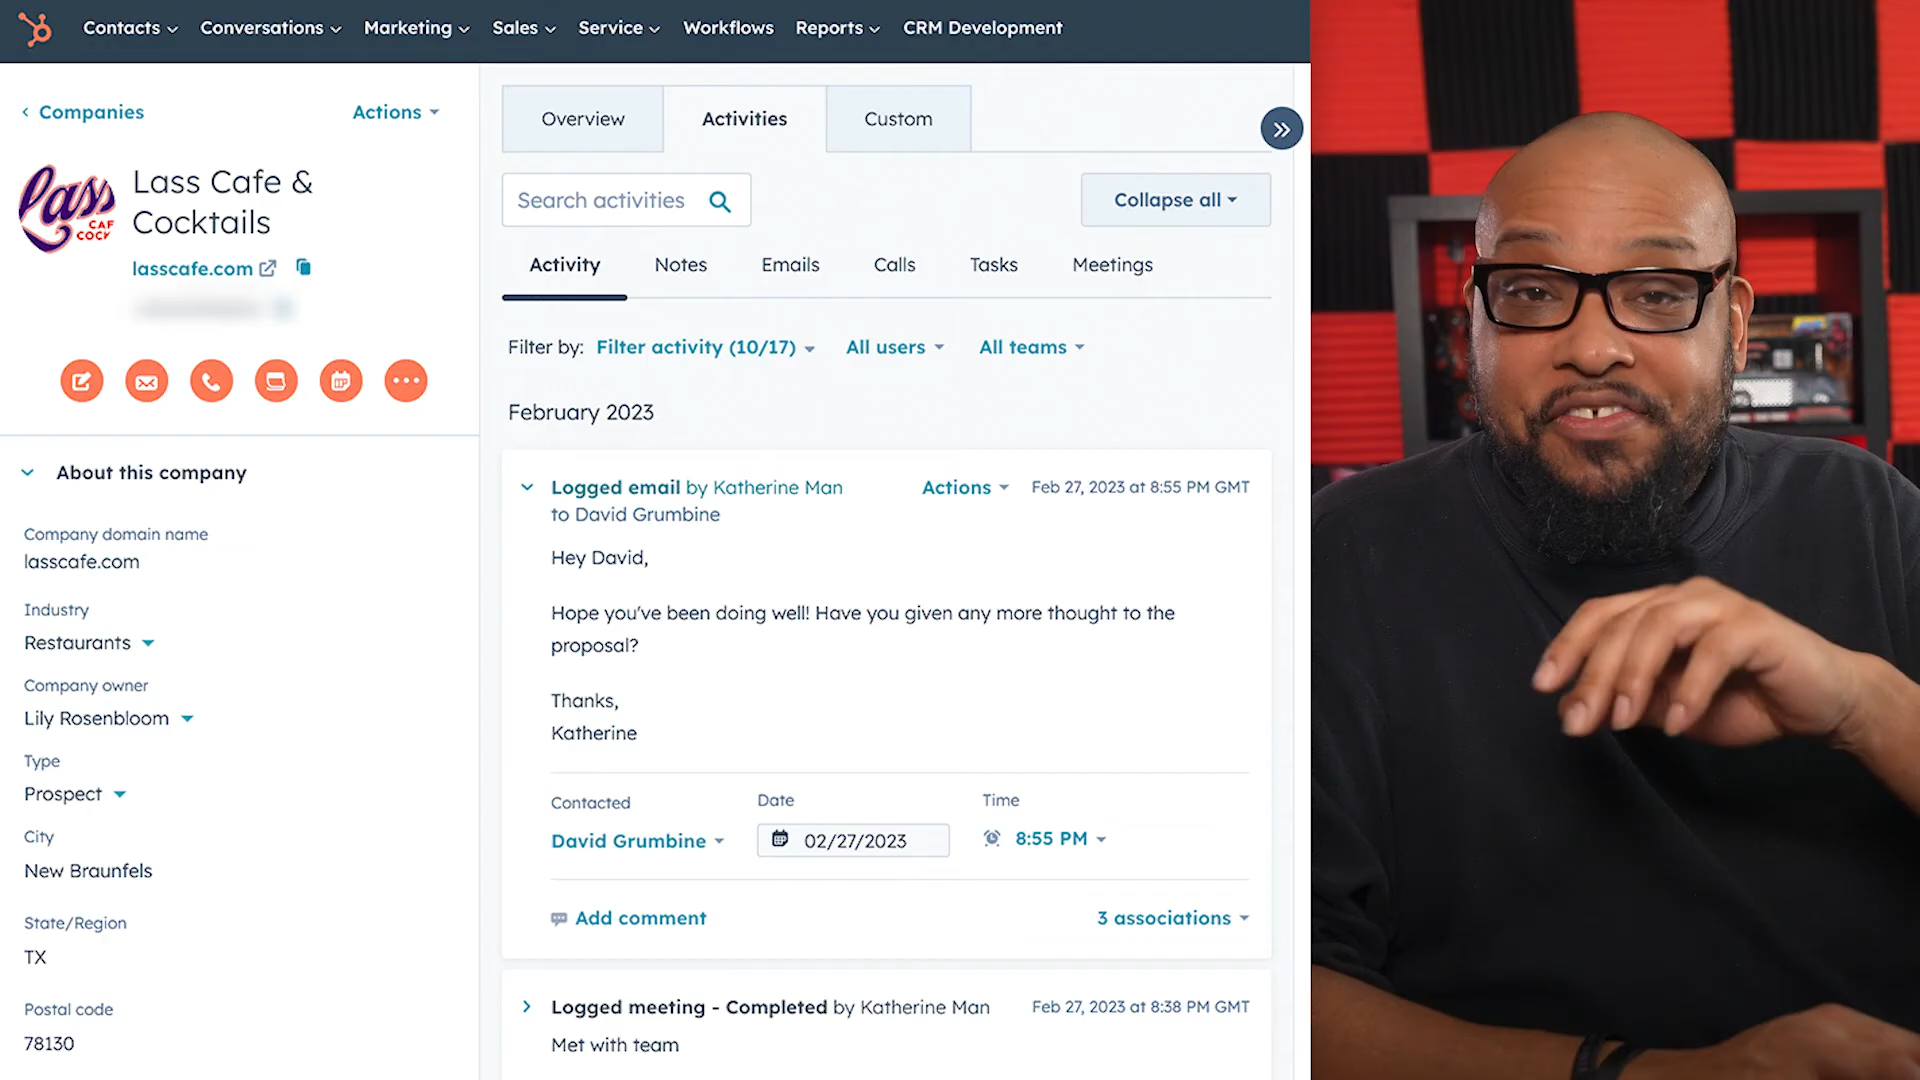 Contacts
Conversations
Marketing
Sales
Service
Workflows
Reports
CRM Development
Companies
Actions
lass
CAF
COCK
Lass Cafe &
Cocktails
lasscafe.com
About this company
Company domain name
lasscafe.com
Industry
Restaurants
Company owner
Lily Rosenbloom
Type
Prospect
City
New Braunfels
State/Region
TX
Postal code
78130
Overview
Activities
Custom
Search activities
Collapse all
Activity
Notes
Emails
Calls
Tasks
Meetings
Filter by: Filter activity (10/17)
All users
All teams
February 2023
Logged email by Katherine Man
to David Grumbine
Actions
Feb 27, 2023 at 8:55 PM GMT
Hey David,
Hope you've been doing well! Have you given any more thought to the
proposal?
Thanks,
Katherine
Contacted
David Grumbine
Date
02/27/2023
Time
8:55 PM
Add comment
3 associations
Logged meeting - Completed by Katherine Man
Feb 27, 2023 at 8:38 PM GMT
Met with team